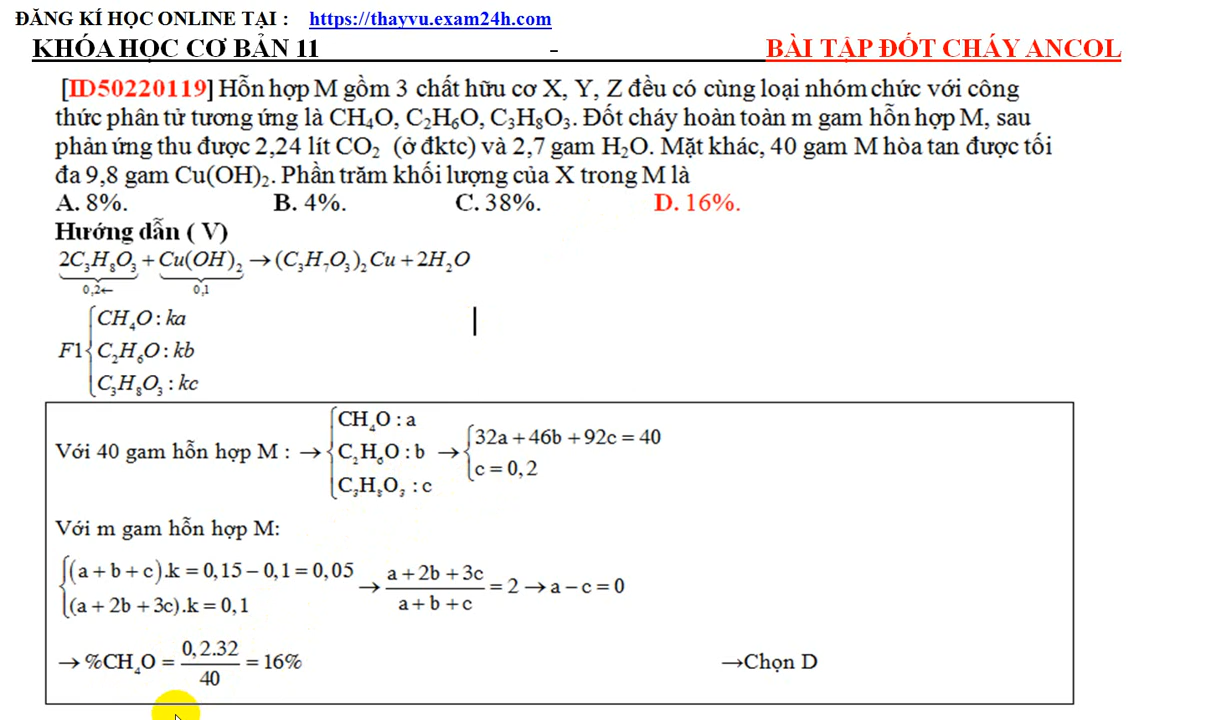 ĐĂNG KÍ HỌC ONLINE TẠI : https://thayvu.exam24h.com
KHÓA HỌC CƠ BẢN 11 - BÀI TẬP ĐỐT CHÁY ANCOL
[ID50220119] Hỗn hợp M gồm 3 chất hữu cơ X, Y, Z đều có cùng loại nhóm chức với công
thức phân tử tương ứng là CH₄O, C₂H₆O, C₃H₈O₃. Đốt cháy hoàn toàn m gam hỗn hợp M, sau
phản ứng thu được 2,24 lít CO₂ (ở đktc) và 2,7 gam H₂O. Mặt khác, 40 gam M hòa tan được tối
đa 9,8 gam Cu(OH)₂. Phần trăm khối lượng của X trong M là
A. 8%. B. 4%. C. 38%. D. 16%.
Hướng dẫn ( V)
2C₃H₈O₃ + Cu(OH)₂ → (C₃H₇O₃)₂Cu + 2H₂O
0,2← 0,1
F1 { CH₄O : ka
C₂H₆O : kb
C₃H₈O₃ : kc
Với 40 gam hỗn hợp M : → { CH₄O : a
C₂H₆O : b → { 32a + 46b + 92c = 40
C₃H₈O₃ : c c = 0,2
Với m gam hỗn hợp M:
{ (a + b + c).k = 0,15 – 0,1 = 0,05
(a + 2b + 3c).k = 0,1 → (a + 2b + 3c)/(a + b + c) = 2 → a – c = 0
→ %CH₄O = 0,2.32/40 = 16% →Chọn D